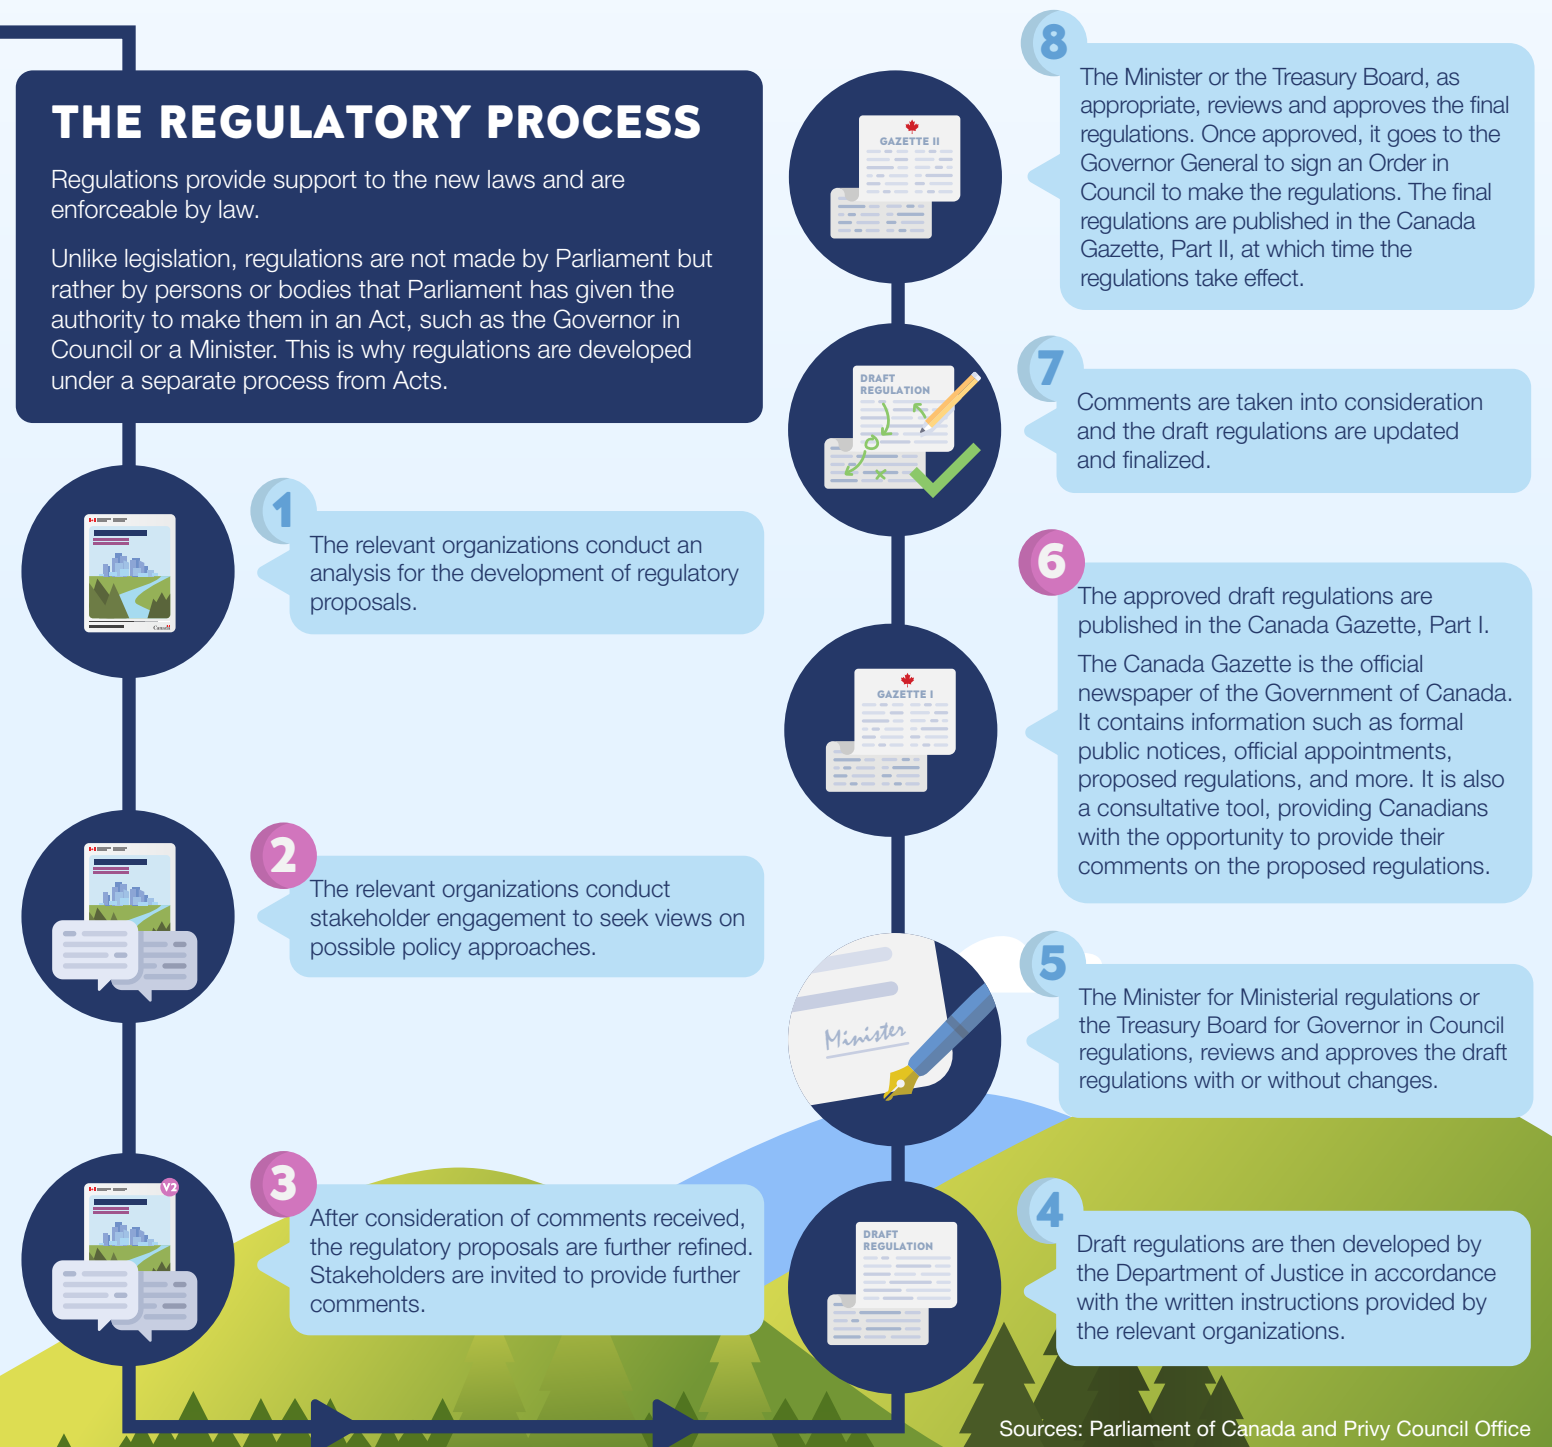 THE REGULATORY PROCESS
Regulations provide support to the new laws and are
enforceable by law.
Unlike legislation, regulations are not made by Parliament but
rather by persons or bodies that Parliament has given the
authority to make them in an Act, such as the Governor in
Council or a Minister. This is why regulations are developed
under a separate process from Acts.
1
The relevant organizations conduct an
analysis for the development of regulatory
proposals.
Canada
2
The relevant organizations conduct
stakeholder engagement to seek views on
possible policy approaches.
V2
3
After consideration of comments received,
the regulatory proposals are further refined.
Stakeholders are invited to provide further
comments.
4
DRAFT
REGULATION
Draft regulations are then developed by
the Department of Justice in accordance
with the written instructions provided by
the relevant organizations.
5
Minister
The Minister for Ministerial regulations or
the Treasury Board for Governor in Council
regulations, reviews and approves the draft
regulations with or without changes.
6
GAZETTE I
The approved draft regulations are
published in the Canada Gazette, Part I.
The Canada Gazette is the official
newspaper of the Government of Canada.
It contains information such as formal
public notices, official appointments,
proposed regulations, and more. It is also
a consultative tool, providing Canadians
with the opportunity to provide their
comments on the proposed regulations.
7
DRAFT
REGULATION
Comments are taken into consideration
and the draft regulations are updated
and finalized.
8
GAZETTE II
The Minister or the Treasury Board, as
appropriate, reviews and approves the final
regulations. Once approved, it goes to the
Governor General to sign an Order in
Council to make the regulations. The final
regulations are published in the Canada
Gazette, Part II, at which time the
regulations take effect.
Sources: Parliament of Canada and Privy Council Office